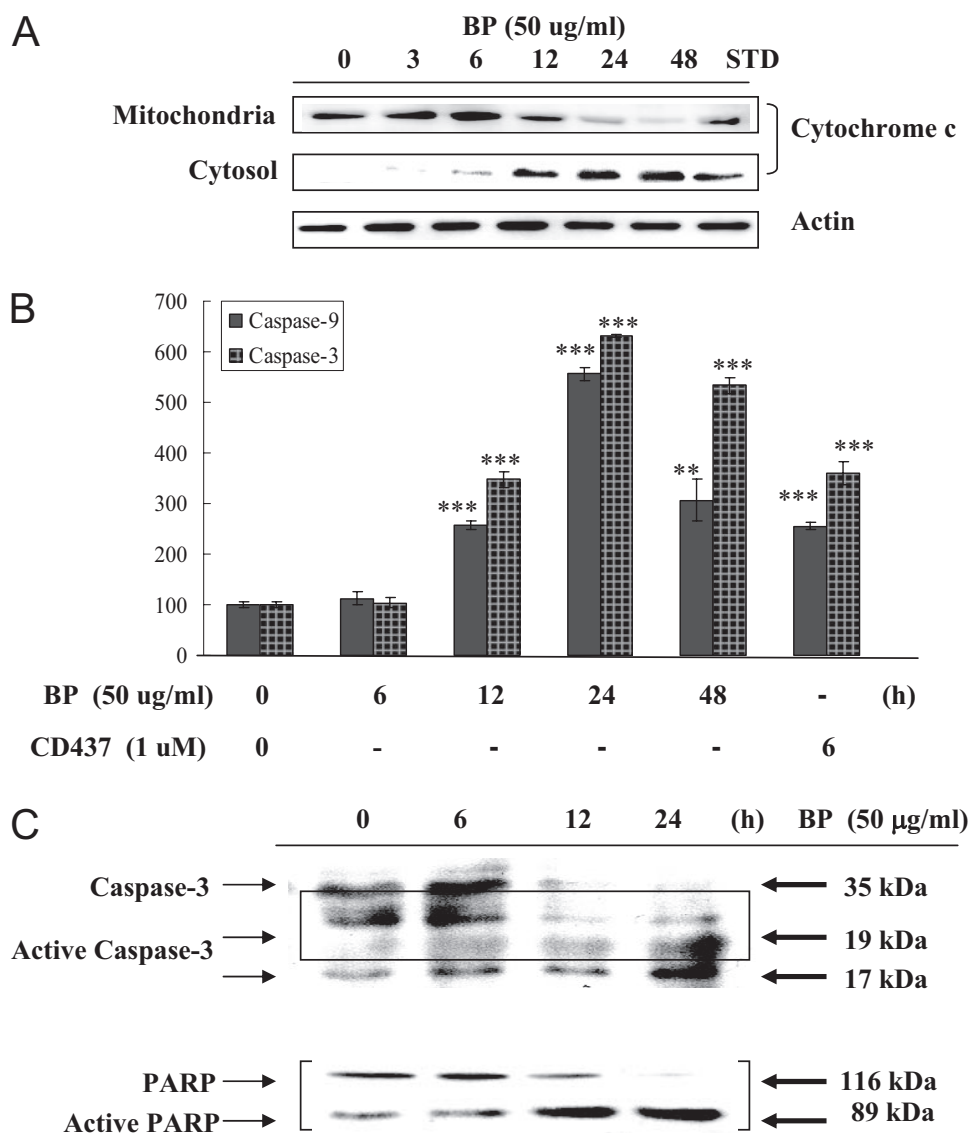 A
BP (50 ug/ml)
0 3 6 12 24 48 STD
Mitochondria
Cytochrome c
Cytosol
Actin
B
700
600
500
400
300
200
100
0
Caspase-9
Caspase-3
*** *** *** *** ** *** *** ***
BP (50 ug/ml) 0 6 12 24 48 - (h)
CD437 (1 uM) 0 - - - - 6
C
0 6 12 24 (h) BP (50 μg/ml)
Caspase-3 35 kDa
Active Caspase-3 19 kDa
17 kDa
PARP 116 kDa
Active PARP 89 kDa